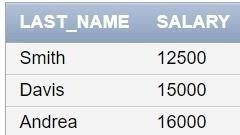 LAST_NAME SALARY
Smith 12500
Davis 15000
Andrea 16000